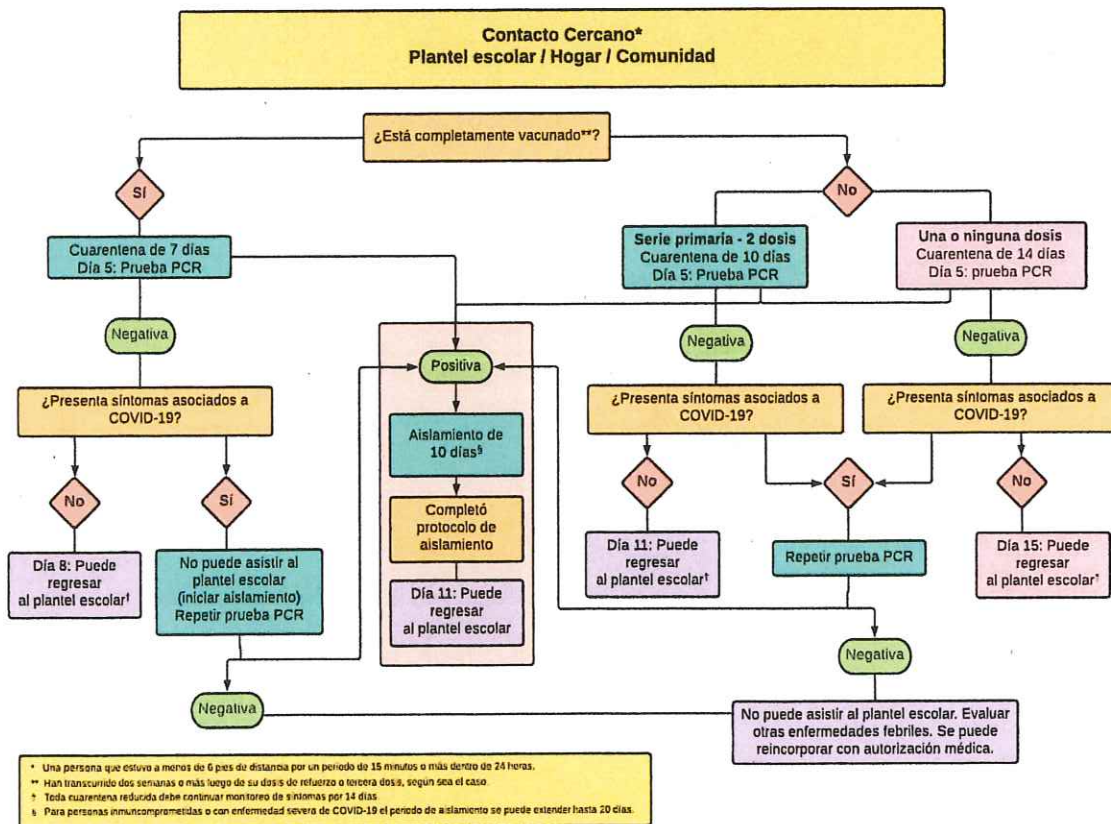 Contacto Cercano*
Plantel escolar / Hogar / Comunidad
¿Está completamente vacunado**?
Sí
No
Cuarentena de 7 días
Día 5: Prueba PCR
Serie primaria - 2 dosis
Cuarentena de 10 días
Día 5: Prueba PCR
Una o ninguna dosis
Cuarentena de 14 días
Día 5: prueba PCR
Negativa
Positiva
Negativa
Negativa
¿Presenta síntomas asociados a
COVID-19?
Aislamiento de
10 días§
¿Presenta síntomas asociados a
COVID-19?
¿Presenta síntomas asociados a
COVID-19?
No
Sí
Completó
protocolo de
aislamiento
No
Sí
No
Día 8: Puede
regresar
al plantel escolar†
No puede asistir al
plantel escolar
(iniciar aislamiento)
Repetir prueba PCR
Día 11: Puede
regresar
al plantel escolar
Día 11: Puede
regresar
al plantel escolar†
Repetir prueba PCR
Día 15: Puede
regresar
al plantel escolar†
Negativa
Negativa
No puede asistir al plantel escolar. Evaluar
otras enfermedades febriles. Se puede
reincorporar con autorización médica.
* Una persona que estuvo a menos de 6 pies de distancia por un periodo de 15 minutos o más dentro de 24 horas.
** Han transcurrido dos semanas o más luego de su dosis de refuerzo o tercera dosis, según sea el caso.
† Toda cuarentena reducida debe continuar monitoreo de síntomas por 14 días
§ Para personas inmuncomprometidas o con enfermedad severa de COVID-19 el periodo de aislamiento se puede extender hasta 20 días.